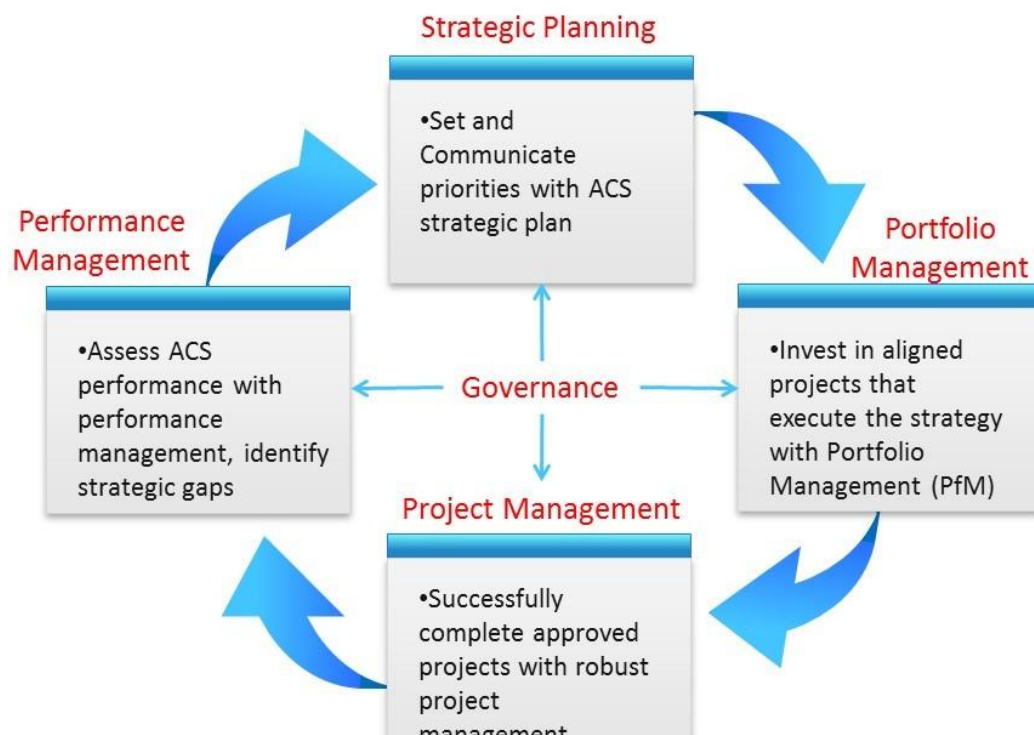 Strategic Planning
•Set and
Communicate
priorities with ACS
strategic plan
Portfolio
Management
•Invest in aligned
projects that
execute the strategy
with Portfolio
Management (PfM)
Project Management
•Successfully
complete approved
projects with robust
project
management
Performance
Management
•Assess ACS
performance with
performance
management, identify
strategic gaps
Governance